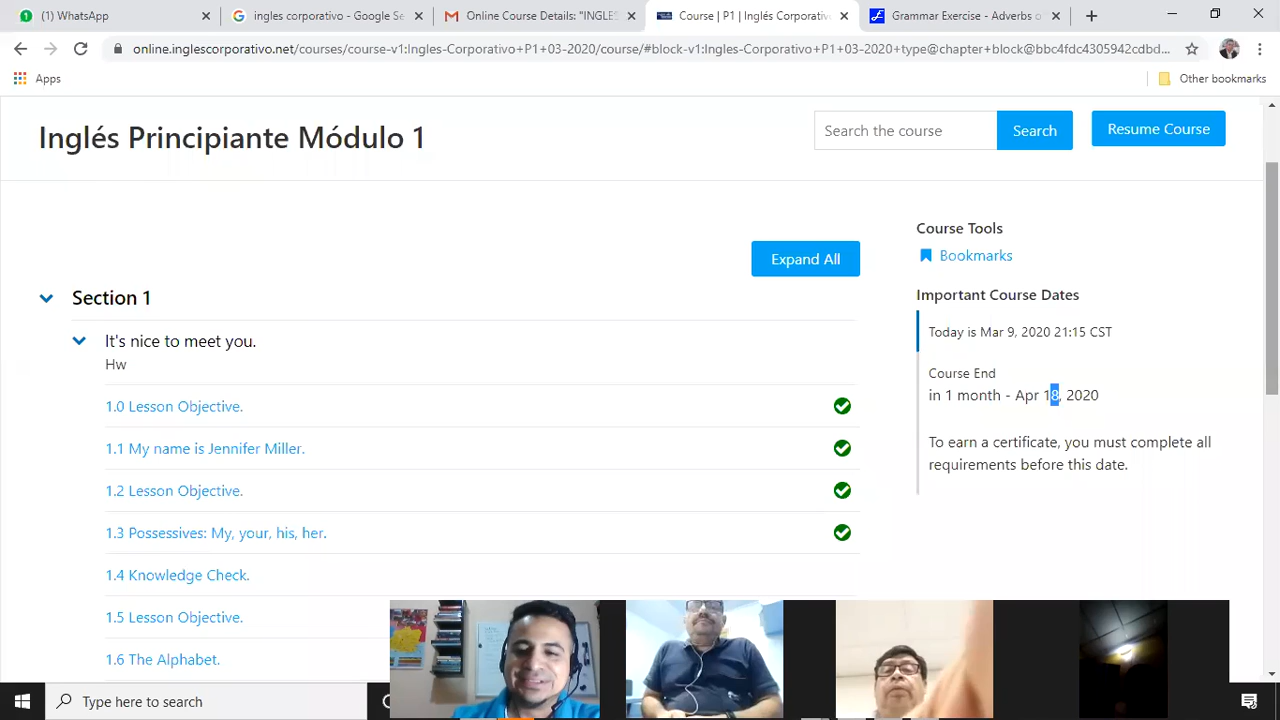 (1) WhatsApp
ingles corporativo - Google S
Online Course Details: "INGLES
Course | P1 | Inglés Corporativo
Grammar Exercise - Adverbs o
online.inglescorporativo.net/courses/course-v1:Ingles-Corporativo+P1+03-2020/course/#block-v1:Ingles-Corporativo+P1+03-2020+type@chapter+block@bbc4fdc4305942cdbd...
Apps
Other bookmarks
Inglés Principiante Módulo 1
Search the course
Search
Resume Course
Expand All
Section 1
It's nice to meet you.
Hw
1.0 Lesson Objective.
1.1 My name is Jennifer Miller.
1.2 Lesson Objective.
1.3 Possessives: My, your, his, her.
1.4 Knowledge Check.
1.5 Lesson Objective.
1.6 The Alphabet.
Course Tools
Bookmarks
Important Course Dates
Today is Mar 9, 2020 21:15 CST
Course End
in 1 month - Apr 18, 2020
To earn a certificate, you must complete all
requirements before this date.
Type here to search